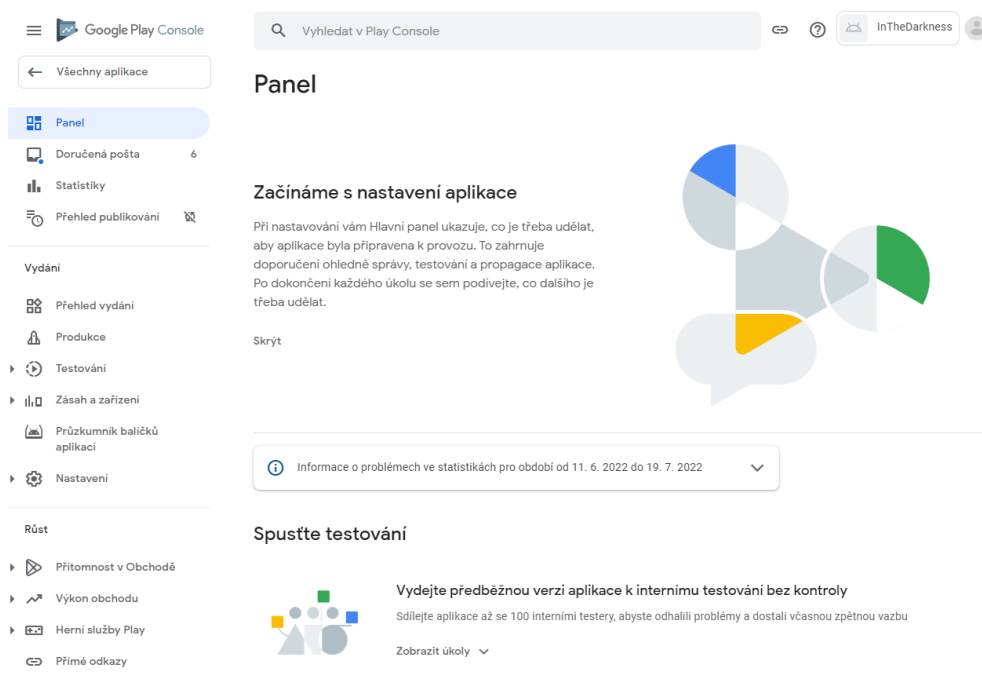 Google Play Console
Vyhledat v Play Console
InTheDarkness
Všechny aplikace
Panel
Doručená pošta 6
Statistiky
Přehled publikování
Vydání
Přehled vydání
Produkce
Testování
Zásah a zařízení
Průzkumník balíčků
aplikací
Nastavení
Růst
Přítomnost v Obchodě
Výkon obchodu
Herní služby Play
Přímé odkazy
Panel
Začínáme s nastavení aplikace
Při nastavování vám Hlavní panel ukazuje, co je třeba udělat,
aby aplikace byla připravena k provozu. To zahrnuje
doporučení ohledně správy, testování a propagace aplikace.
Po dokončení každého úkolu se sem podívejte, co dalšího je
třeba udělat.
Skrýt
Informace o problémech ve statistikách pro období od 11. 6. 2022 do 19. 7. 2022
Spusťte testování
Vydejte předběžnou verzi aplikace k internímu testování bez kontroly
Sdílejte aplikace až se 100 interními testery, abyste odhalili problémy a dostali včasnou zpětnou vazbu
Zobrazit úkoly